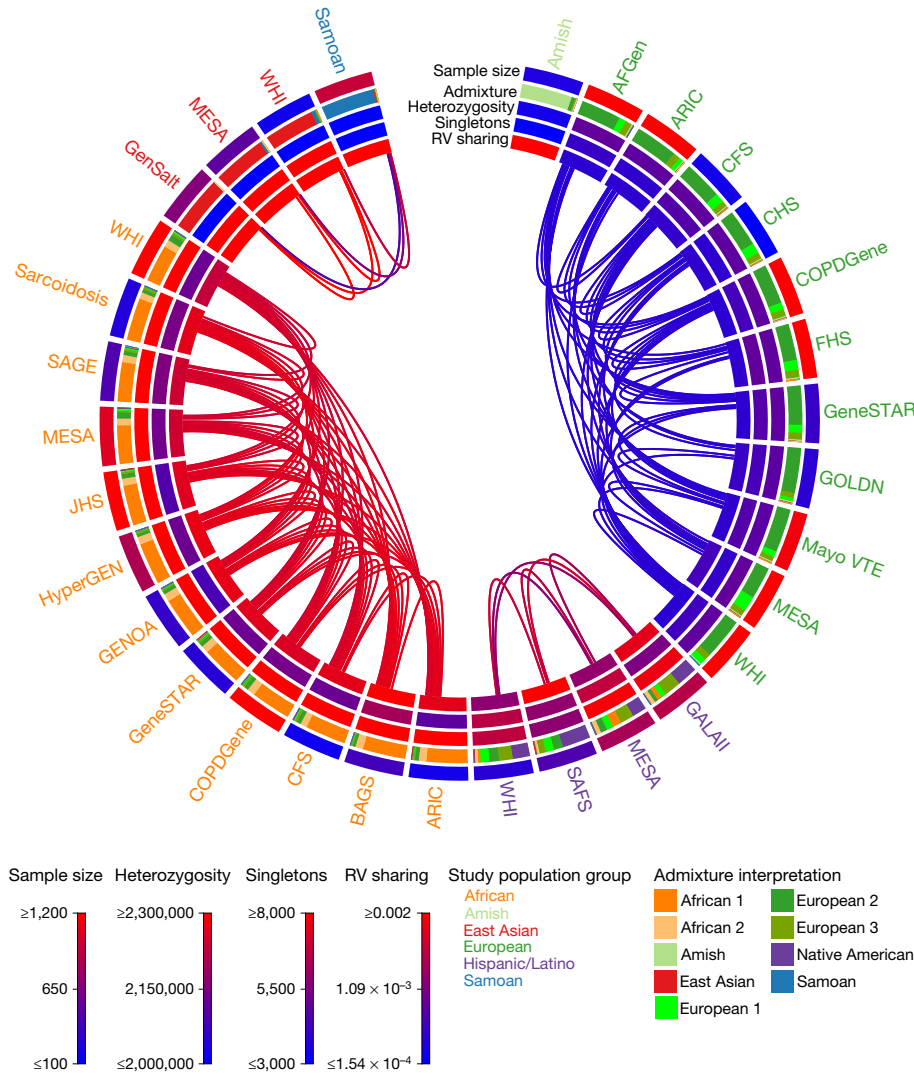 Sample size
Admixture
Heterozygosity
Singletons
RV sharing
Amish
AFGen
ARIC
CFS
CHS
COPDGene
FHS
GeneSTAR
GOLDN
Mayo VTE
MESA
WHI
GALAII
MESA
SAFS
WHI
ARIC
BAGS
CFS
COPDGene
GeneSTAR
GENOA
HyperGEN
JHS
MESA
SAGE
Sarcoidosis
WHI
GenSalt
MESA
WHI
Samoan
Sample size
≥1,200
650
≤100
Heterozygosity
≥2,300,000
2,150,000
≤2,000,000
Singletons
≥8,000
5,500
≤3,000
RV sharing
≥0.002
1.09 × 10⁻³
≤1.54 × 10⁻⁴
Study population group
African
Amish
East Asian
European
Hispanic/Latino
Samoan
Admixture interpretation
African 1
African 2
Amish
East Asian
European 1
European 2
European 3
Native American
Samoan